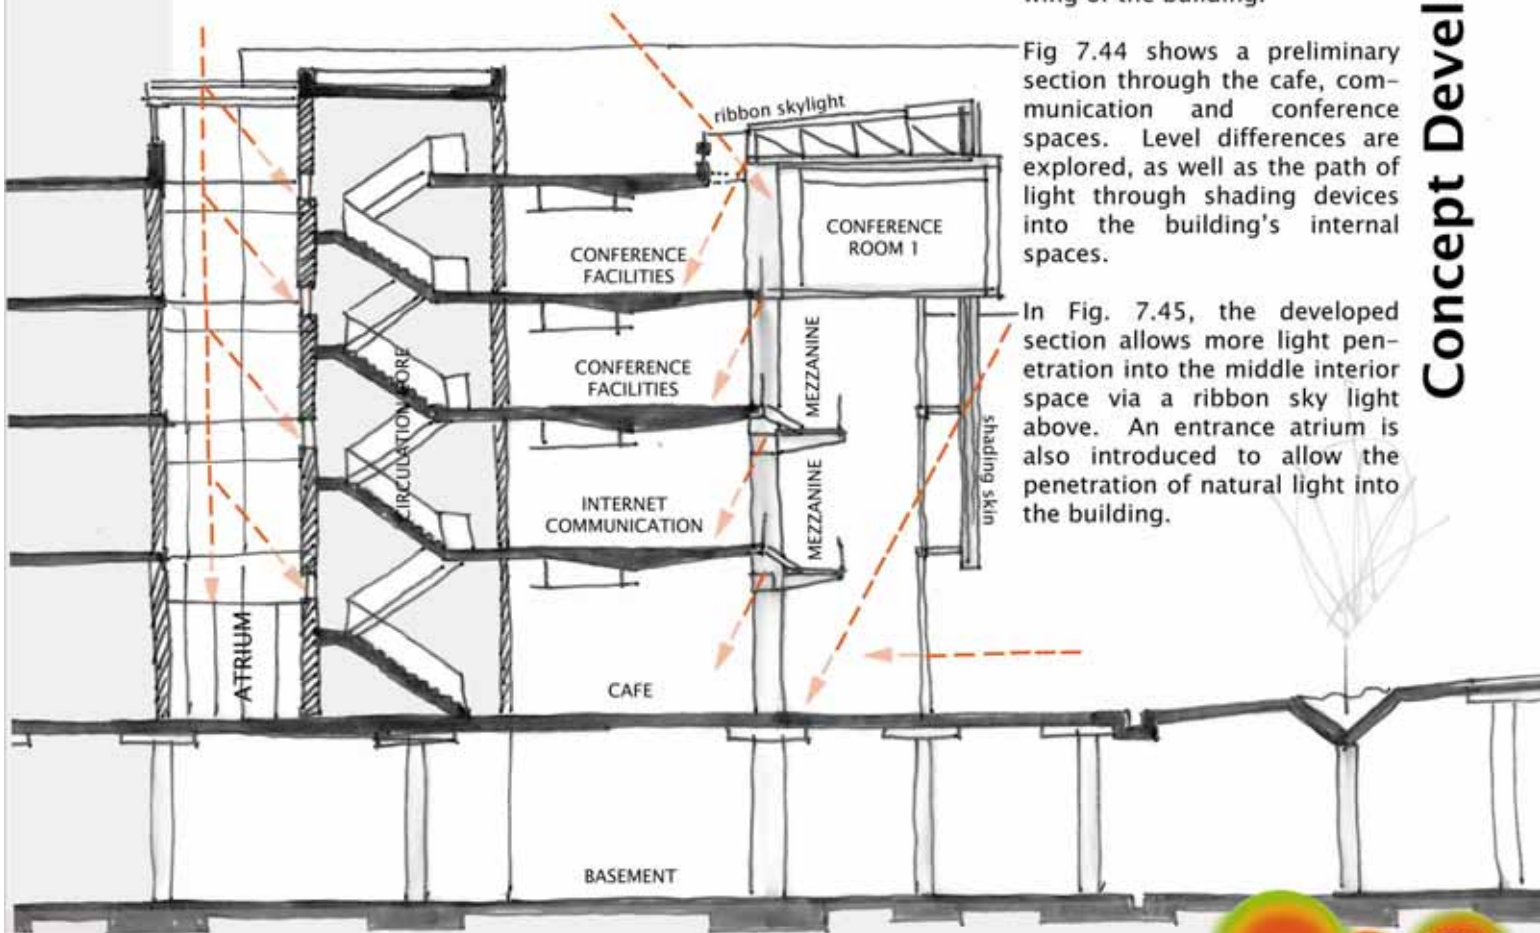 wing of the building.
Fig 7.44 shows a preliminary
section through the cafe, com-
munication and conference
spaces. Level differences are
explored, as well as the path of
light through shading devices
into the building's internal
spaces.
In Fig. 7.45, the developed
section allows more light pen-
etration into the middle interior
space via a ribbon sky light
above. An entrance atrium is
also introduced to allow the
penetration of natural light into
the building.
Concept Devel
ribbon skylight
CONFERENCE
ROOM 1
CONFERENCE
FACILITIES
CONFERENCE
FACILITIES
MEZZANINE
CIRCULATION CORE
shading skin
INTERNET
COMMUNICATION
MEZZANINE
ATRIUM
CAFE
BASEMENT